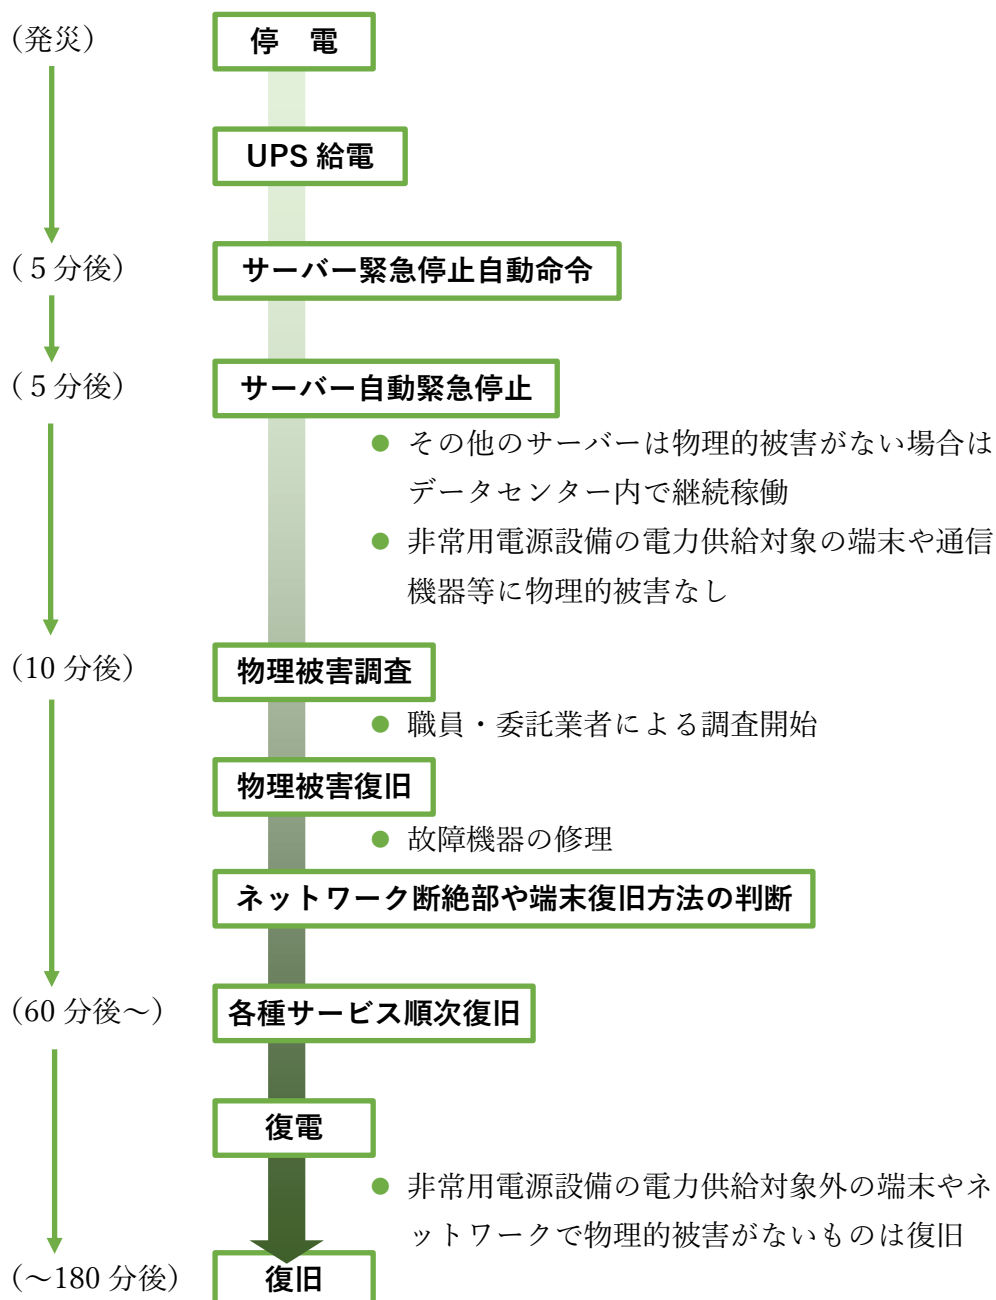 （発災）
停　電
UPS 給電
（５分後）
サーバー緊急停止自動命令
（５分後）
サーバー自動緊急停止
● その他のサーバーは物理的被害がない場合は
データセンター内で継続稼働
● 非常用電源設備の電力供給対象の端末や通信
機器等に物理的被害なし
（10 分後）
物理被害調査
● 職員・委託業者による調査開始
物理被害復旧
● 故障機器の修理
ネットワーク断絶部や端末復旧方法の判断
（60 分後～）
各種サービス順次復旧
復電
● 非常用電源設備の電力供給対象外の端末やネ
ットワークで物理的被害がないものは復旧
（～180 分後）
復旧